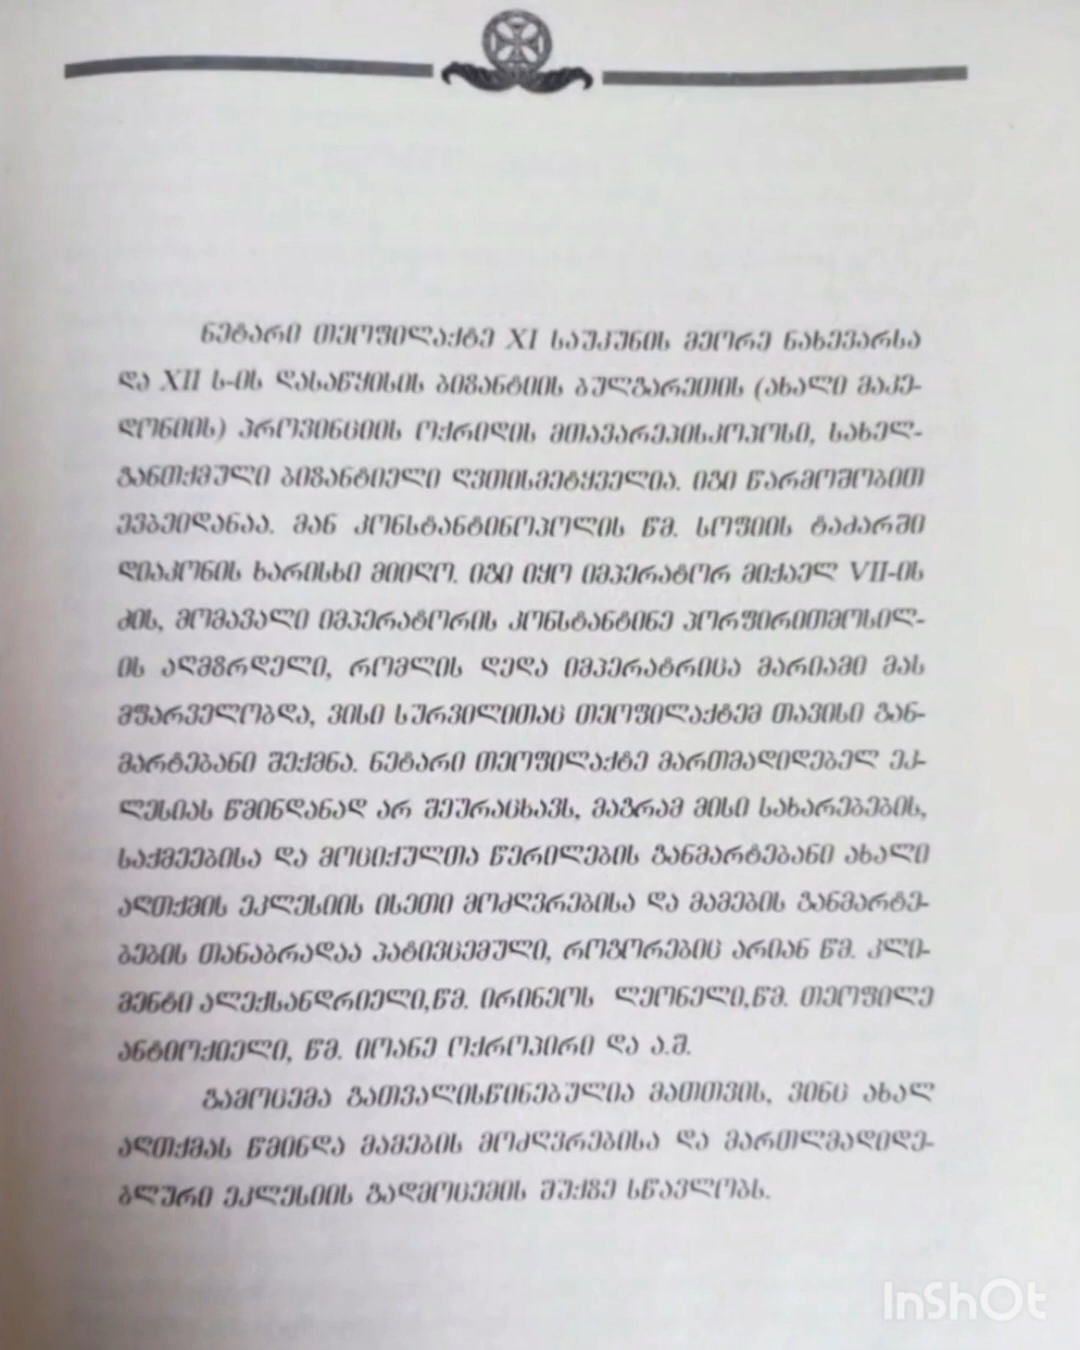 ნეტარი თეოფილაქტე XI საუკუნის მეორე ნახევარსა
და XII ს-ის დასაწყისის ბიზანტიის ბულგარეთის (ახალი მაკე-
დონიის) პროვინციის ოქრიდის მთავარეპისკოპოსი, სახელ-
განთქმული ბიზანტიელი ღვთისმეტყველია. იგი წარმოშობით
ევბეიდანაა. მან კონსტანტინოპოლის წმ. სოფიის ტაძარში
დიაკონის ხარისხი მიიღო. იგი იყო იმპერატორ მიქაელ VII-ის
ძის, მომავალი იმპერატორის კონსტანტინე პორფირითმოსილ-
ის აღმზრდელი, რომლის დედა იმპერატრიცა მარიამი მას
მფარველობდა, ვისი სურვილითაც თეოფილაქტემ თავისი გან-
მარტებანი შექმნა. ნეტარი თეოფილაქტე მართმადიდებელ ეკ-
ლესიას წმინდანად არ შეურაცხავს, მაგრამ მისი სახარებების,
საქმეებისა და მოციქულთა წერილების განმარტებანი ახალი
აღთქმის ეკლესიის ისეთი მოძღვრებისა და მამების განმარტე-
ბების თანაბრადაა პატივცემული, როგორებიც არიან წმ. კლი-
მენტი ალექსანდრიელი,წმ. ირინეოს ლეონელი,წმ. თეოფილე
ანტიოქიელი, წმ. იოანე ოქროპირი და ა.შ.
გამოცემა გათვალისწინებულია მათთვის, ვინც ახალ
აღთქმას წმინდა მამების მოძღვრებისა და მართლმადიდე-
ბლური ეკლესიის გადმოცემის შუქზე სწავლობს.
InShOt